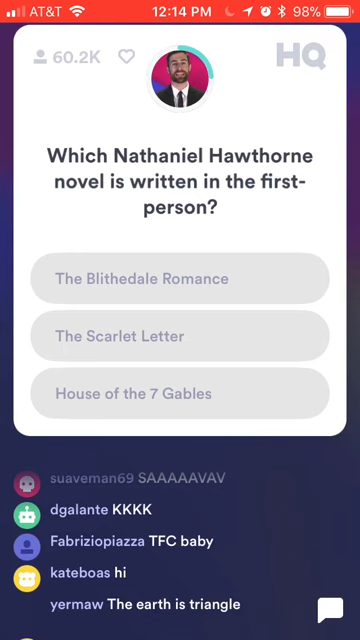 AT&T 12:14 PM 98%
60.2K HQ
Which Nathaniel Hawthorne
novel is written in the first-
person?
The Blithedale Romance
The Scarlet Letter
House of the 7 Gables
suaveman69 SAAAAAVAV
dgalante KKKK
Fabriziopiazza TFC baby
kateboas hi
yermaw The earth is triangle